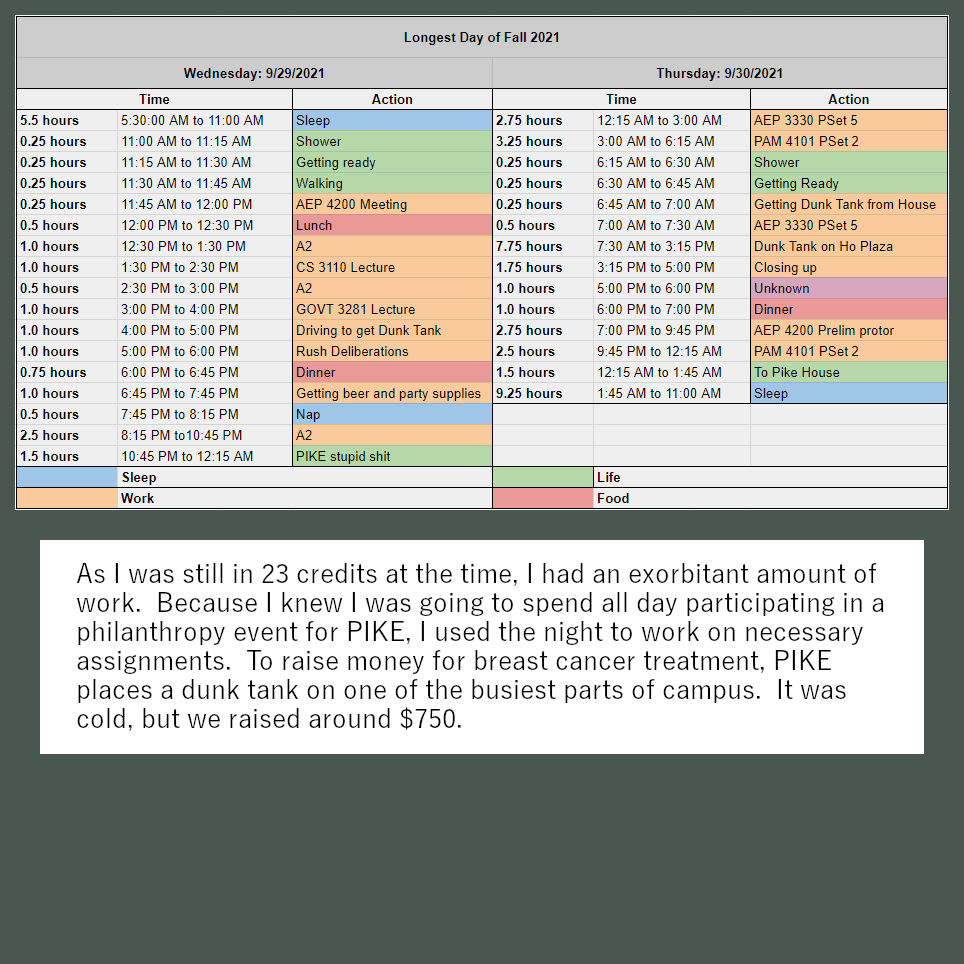 Longest Day of Fall 2021
Wednesday: 9/29/2021 Thursday: 9/30/2021
Time Action Time Action
5.5 hours 5:30:00 AM to 11:00 AM Sleep 2.75 hours 12:15 AM to 3:00 AM AEP 3330 PSet 5
0.25 hours 11:00 AM to 11:15 AM Shower 3.25 hours 3:00 AM to 6:15 AM PAM 4101 PSet 2
0.25 hours 11:15 AM to 11:30 AM Getting ready 0.25 hours 6:15 AM to 6:30 AM Shower
0.25 hours 11:30 AM to 11:45 AM Walking 0.25 hours 6:30 AM to 6:45 AM Getting Ready
0.25 hours 11:45 AM to 12:00 PM AEP 4200 Meeting 0.25 hours 6:45 AM to 7:00 AM Getting Dunk Tank from House
0.5 hours 12:00 PM to 12:30 PM Lunch 0.5 hours 7:00 AM to 7:30 AM AEP 3330 PSet 5
1.0 hours 12:30 PM to 1:30 PM A2 7.75 hours 7:30 AM to 3:15 PM Dunk Tank on Ho Plaza
1.0 hours 1:30 PM to 2:30 PM CS 3110 Lecture 1.75 hours 3:15 PM to 5:00 PM Closing up
0.5 hours 2:30 PM to 3:00 PM A2 1.0 hours 5:00 PM to 6:00 PM Unknown
1.0 hours 3:00 PM to 4:00 PM GOVT 3281 Lecture 1.0 hours 6:00 PM to 7:00 PM Dinner
1.0 hours 4:00 PM to 5:00 PM Driving to get Dunk Tank 2.75 hours 7:00 PM to 9:45 PM AEP 4200 Prelim protor
1.0 hours 5:00 PM to 6:00 PM Rush Deliberations 2.5 hours 9:45 PM to 12:15 AM PAM 4101 PSet 2
0.75 hours 6:00 PM to 6:45 PM Dinner 1.5 hours 12:15 AM to 1:45 AM To Pike House
1.0 hours 6:45 PM to 7:45 PM Getting beer and party supplies 9.25 hours 1:45 AM to 11:00 AM Sleep
0.5 hours 7:45 PM to 8:15 PM Nap
2.5 hours 8:15 PM to10:45 PM A2
1.5 hours 10:45 PM to 12:15 AM PIKE stupid shit
Sleep Life
Work Food
As I was still in 23 credits at the time, I had an exorbitant amount of
work. Because I knew I was going to spend all day participating in a
philanthropy event for PIKE, I used the night to work on necessary
assignments. To raise money for breast cancer treatment, PIKE
places a dunk tank on one of the busiest parts of campus. It was
cold, but we raised around $750.